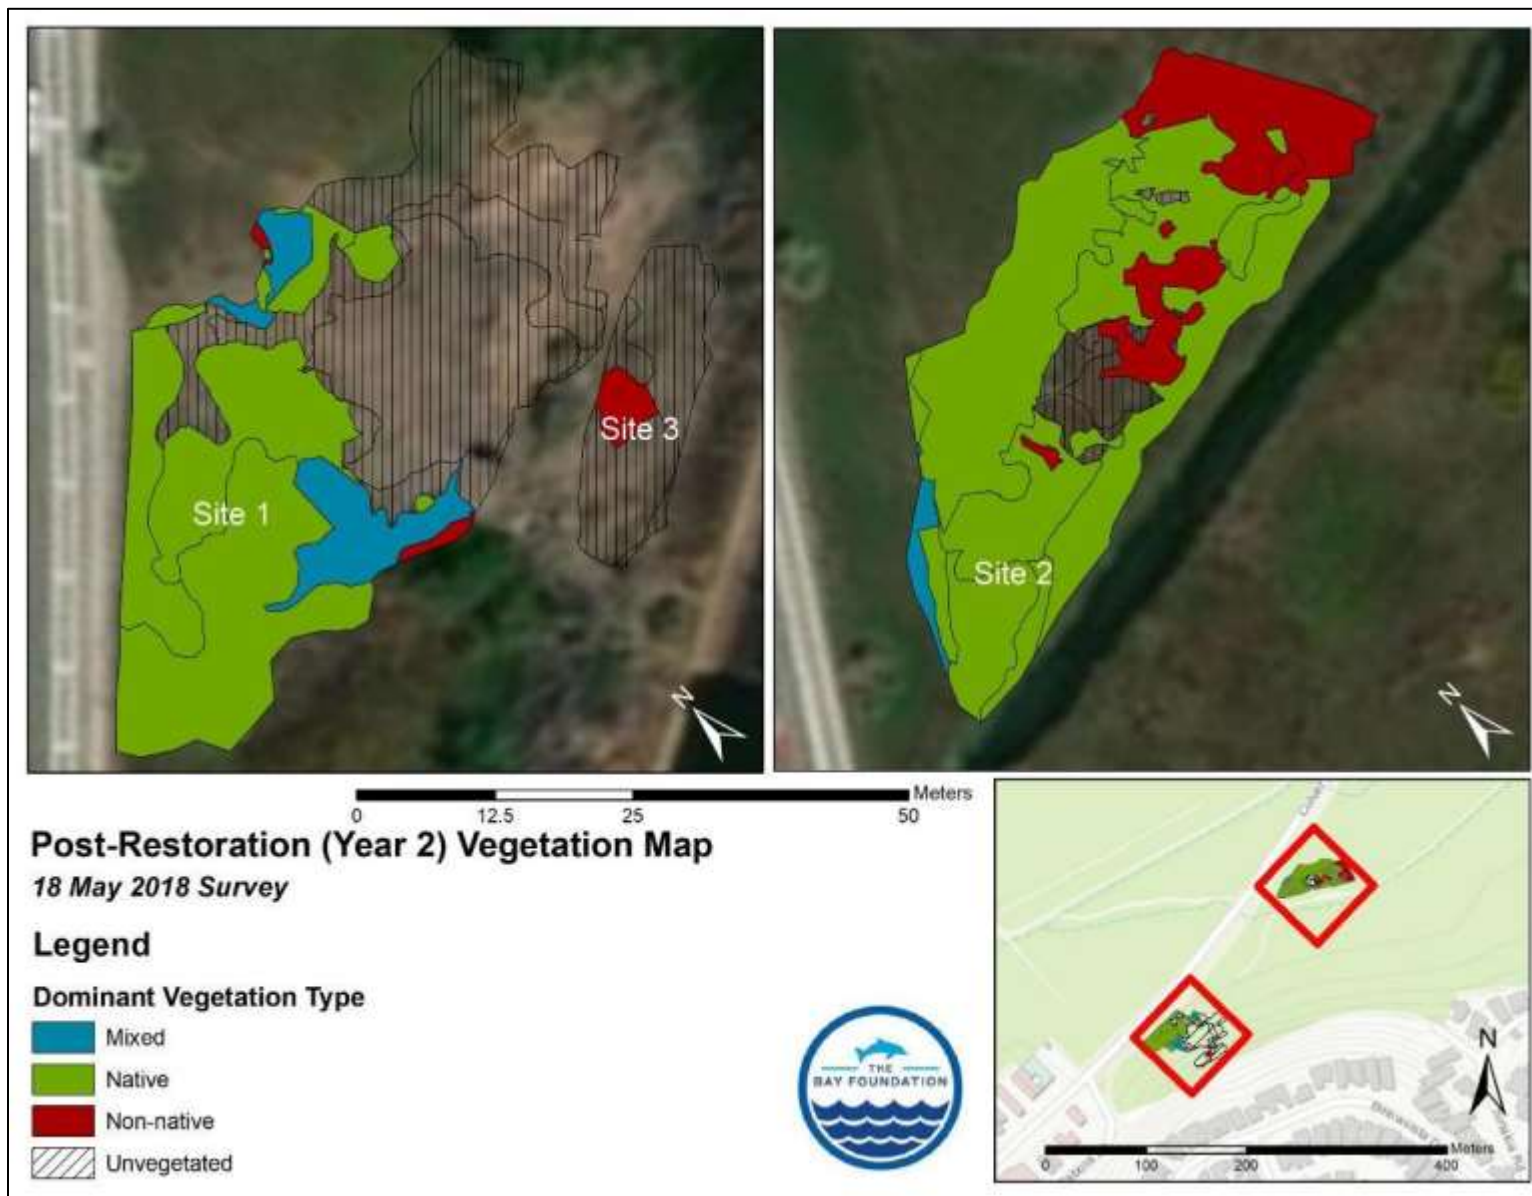 Site 1
Site 3
N
Site 2
N
Meters
0 12.5 25 50
Post-Restoration (Year 2) Vegetation Map
18 May 2018 Survey
Legend
Dominant Vegetation Type
Mixed
Native
Non-native
Unvegetated
THE
BAY FOUNDATION
N
Meters
0 100 200 400